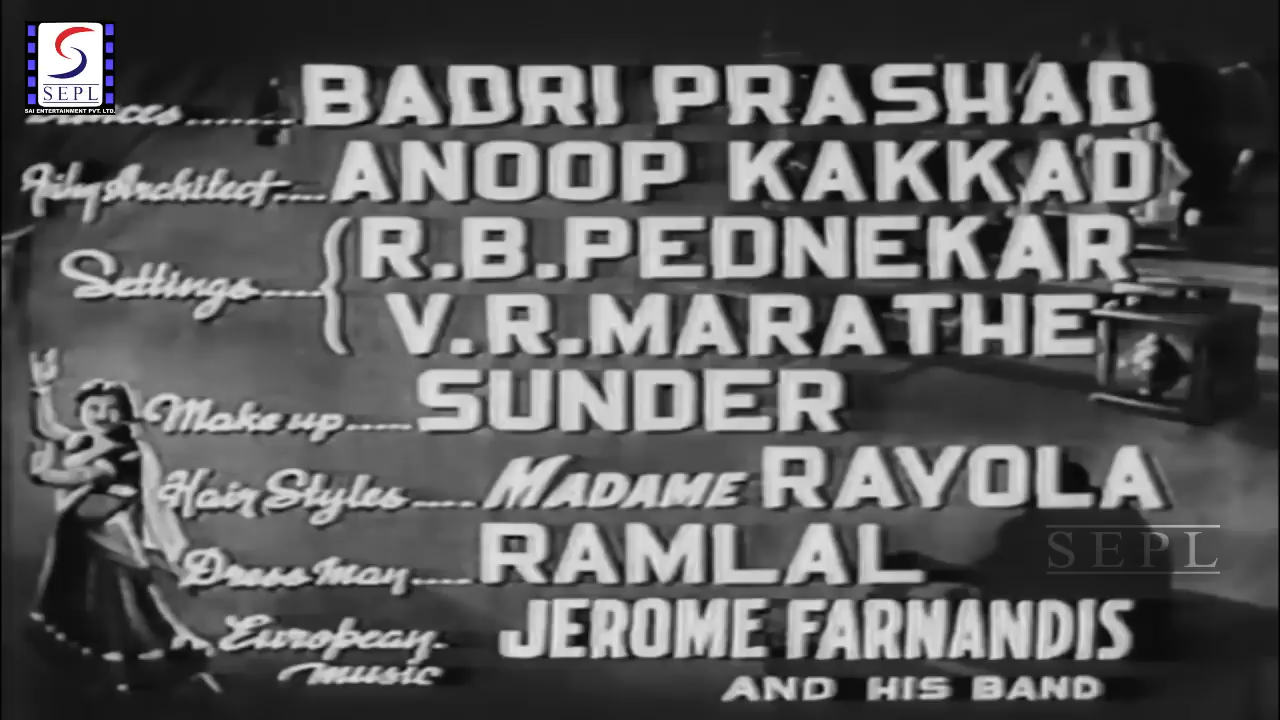 SEPL
SAI ENTERTAINMENT PVT. LTD.
Dances....... BADRI PRASHAD
Architect.... ANOOP KAKKAD
Settings.... { R.B.PEDNEKAR
V.R.MARATHE
Make up..... SUNDER
Hair Styles.... MADAME RAYOLA
Dress man.... RAMLAL
European
music JEROME FARNANDIS
AND HIS BAND
SEPL